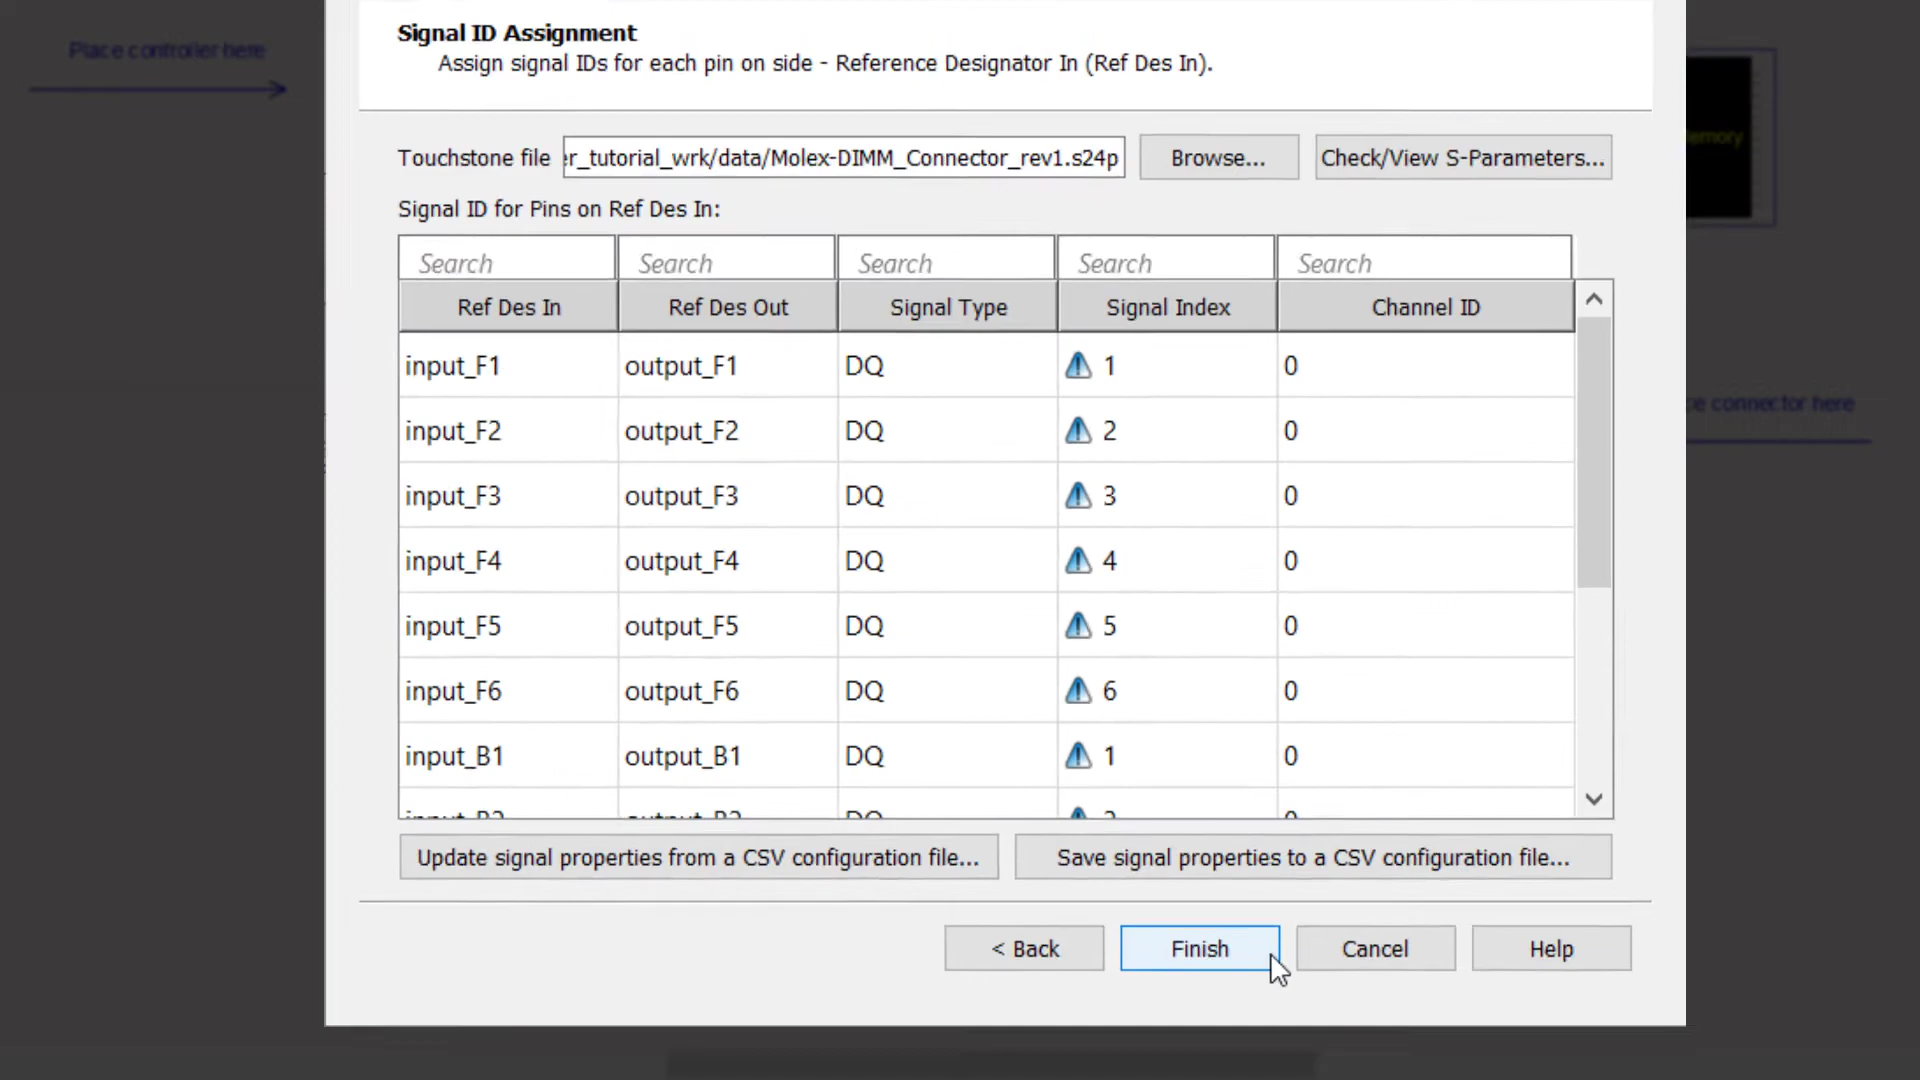 Signal ID Assignment
Assign signal IDs for each pin on side - Reference Designator In (Ref Des In).
Place controller here
Touchstone file er_tutorial_wrk/data/Molex-DIMM_Connector_rev1.s24p Browse... Check/View S-Parameters...
Signal ID for Pins on Ref Des In:
Search Search Search Search Search
Ref Des In Ref Des Out Signal Type Signal Index Channel ID
input_F1 output_F1 DQ 1 0
input_F2 output_F2 DQ 2 0
connector here
input_F3 output_F3 DQ 3 0
input_F4 output_F4 DQ 4 0
input_F5 output_F5 DQ 5 0
input_F6 output_F6 DQ 6 0
input_B1 output_B1 DQ 1 0
Update signal properties from a CSV configuration file... Save signal properties to a CSV configuration file...
< Back Finish Cancel Help